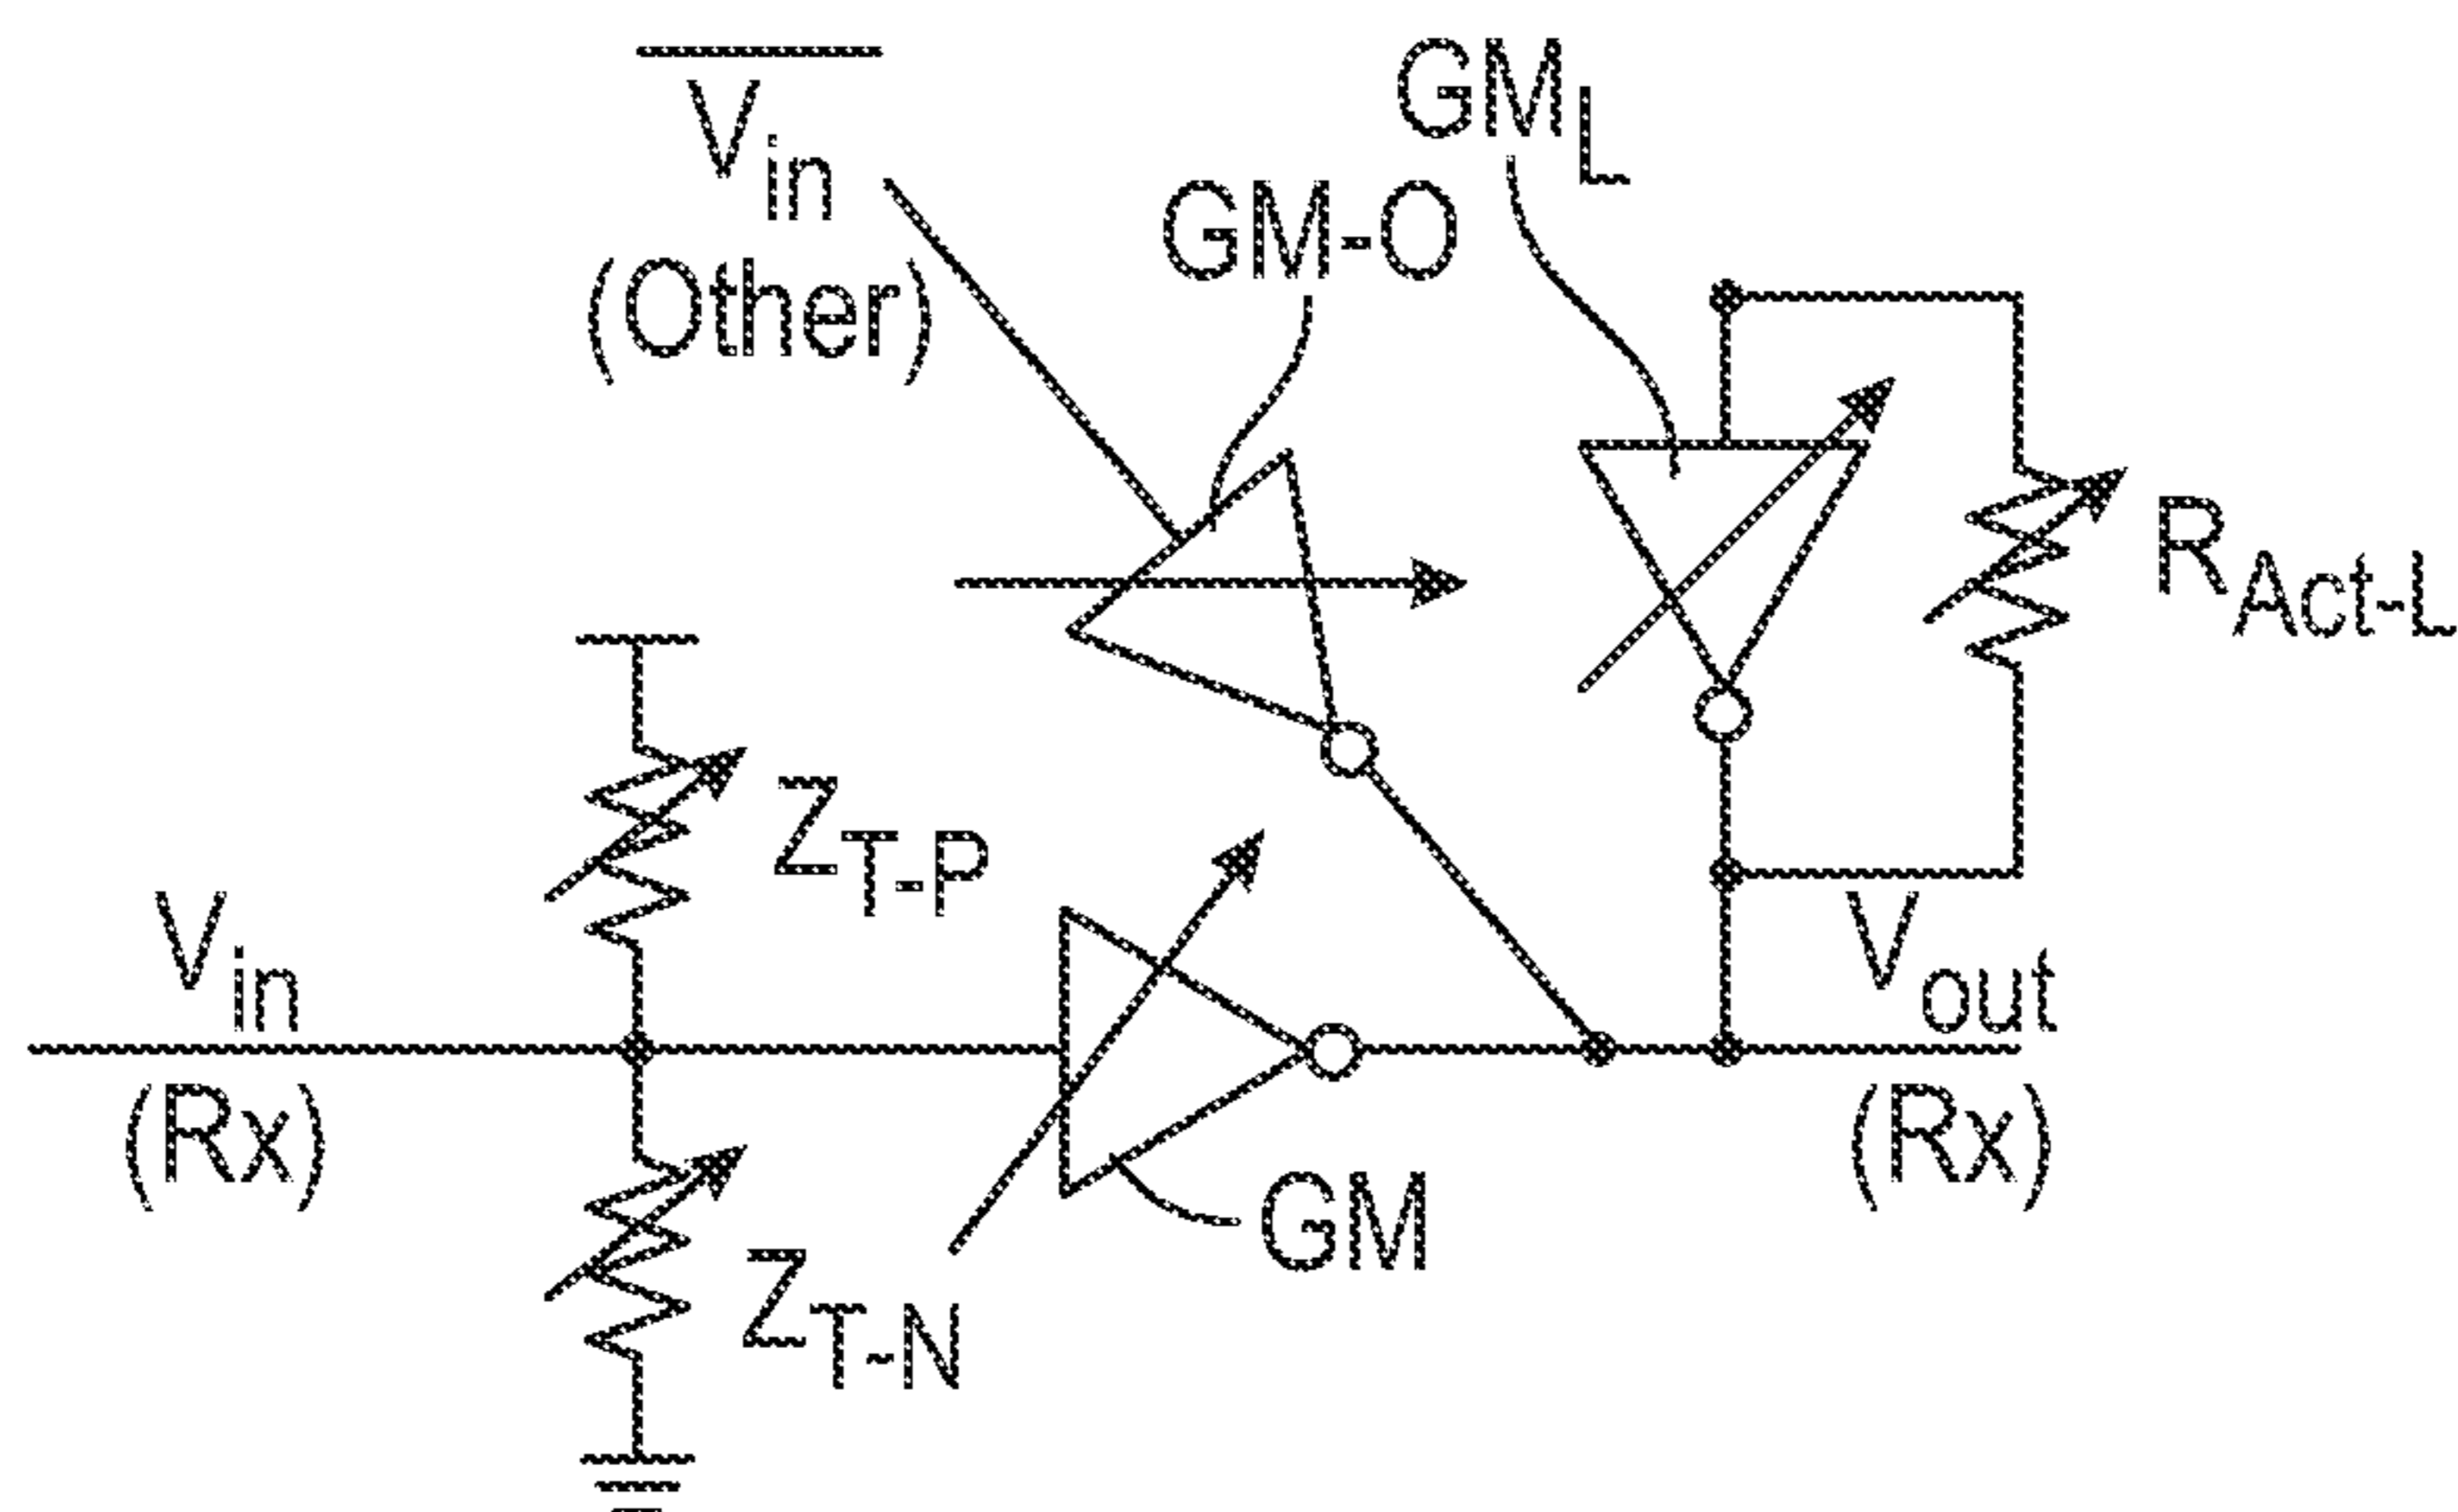 V̅in
(Other)
GML
GM-O
RAct-L
ZT-P
Vin
(Rx)
Vout
(Rx)
GM
ZT-N